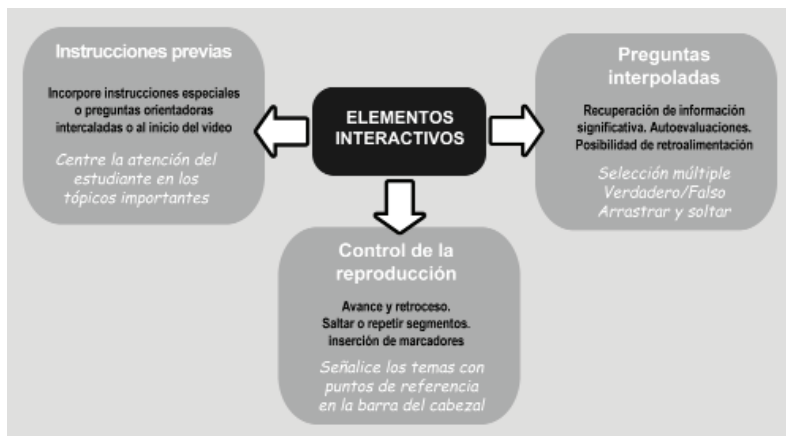 Instrucciones previas
Incorpore instrucciones especiales
o preguntas orientadoras
intercaladas o al inicio del video
Centre la atención del
estudiante en los
tópicos importantes
ELEMENTOS
INTERACTIVOS
Preguntas
interpoladas
Recuperación de información
significativa. Autoevaluaciones.
Posibilidad de retroalimentación
Selección múltiple
Verdadero/Falso
Arrastrar y soltar
Control de la
reproducción
Avance y retroceso.
Saltar o repetir segmentos.
inserción de marcadores
Señalice los temas con
puntos de referencia
en la barra del cabezal